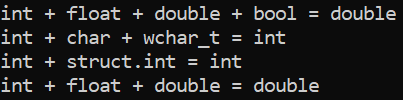 int + float + double + bool = double
int + char + wchar_t = int
int + struct.int = int
int + float + double = double